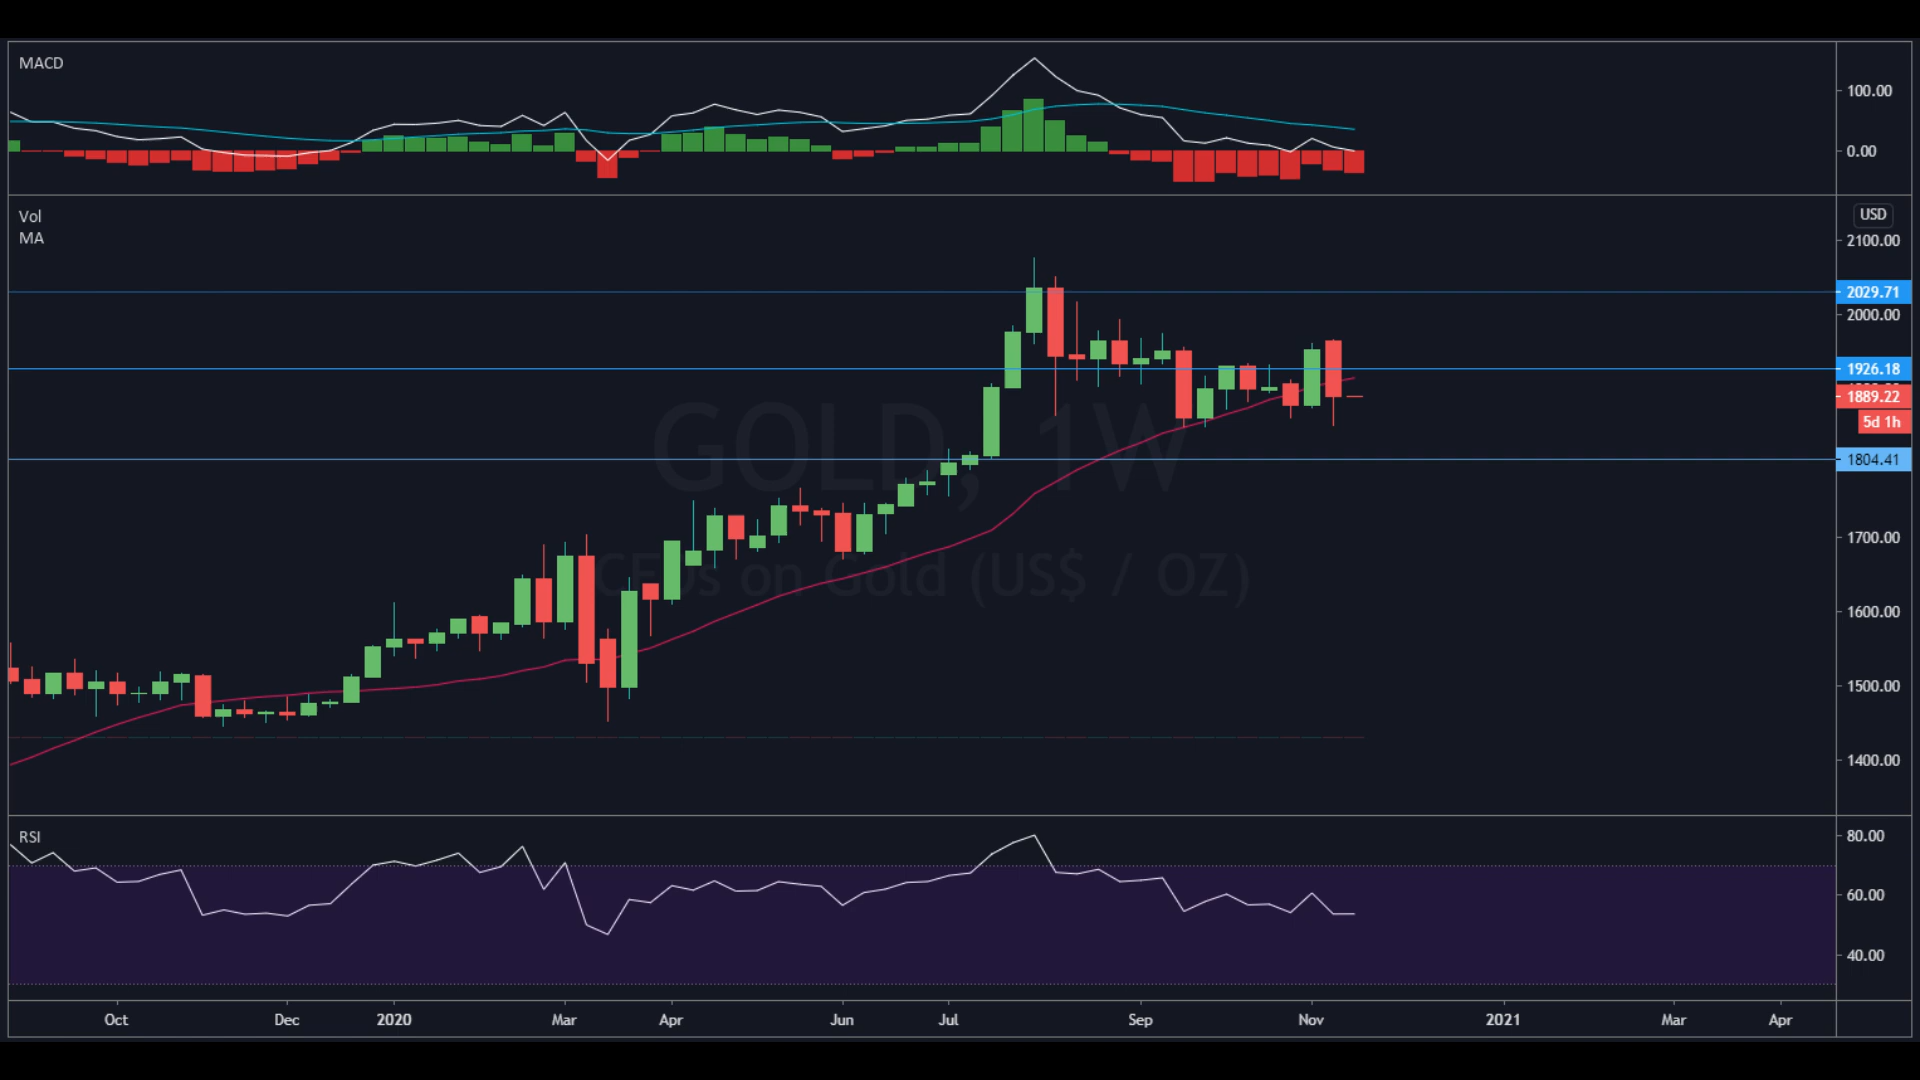 MACD
100.00
0.00
Vol
MA
USD
2100.00
2029.71
2000.00
1926.18
1889.22
5d 1h
1804.41
GOLD, 1W
CFDs on Gold (US$ / OZ)
1700.00
1600.00
1500.00
1400.00
RSI
80.00
60.00
40.00
Oct Dec 2020 Mar Apr Jun Jul Sep Nov 2021 Mar Apr